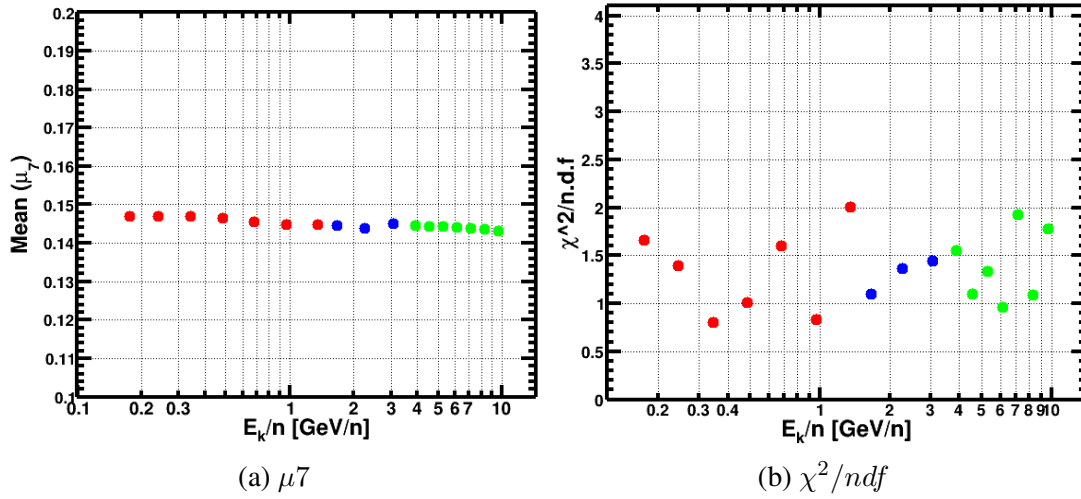 0.2
0.19
0.18
0.17
0.16
0.15
0.14
0.13
0.12
0.11
0.1
Mean (μ7)
0.1 0.2 0.3 1 2 3 4 5 6 7 10
E_k/n [GeV/n]
(a) μ7
4
3.5
3
2.5
2
1.5
1
0.5
0
χ^2/n.d.f
0.2 0.3 0.4 1 2 3 4 5 6 7 8 9 10
E_k/n [GeV/n]
(b) χ²/ndf